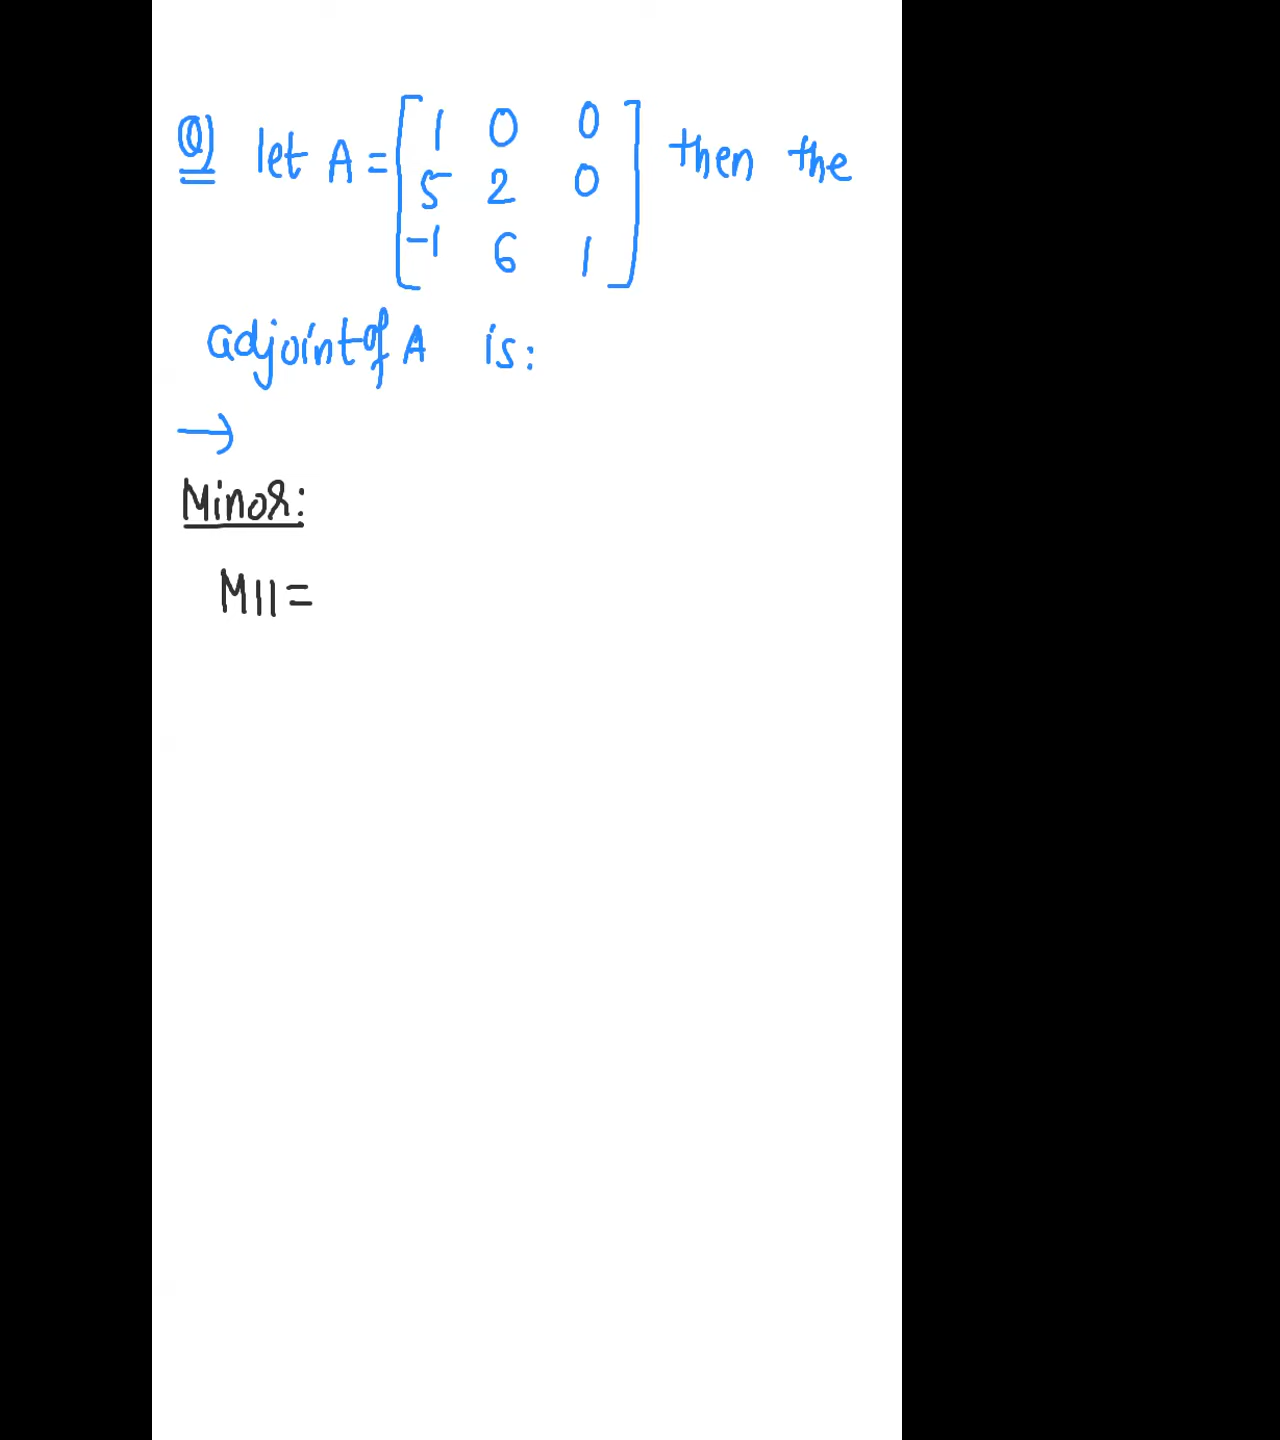 Q) let A = [1 0 0
5 2 0
-1 6 1] then the
adjoint of A is:
→
Minor:
M11=